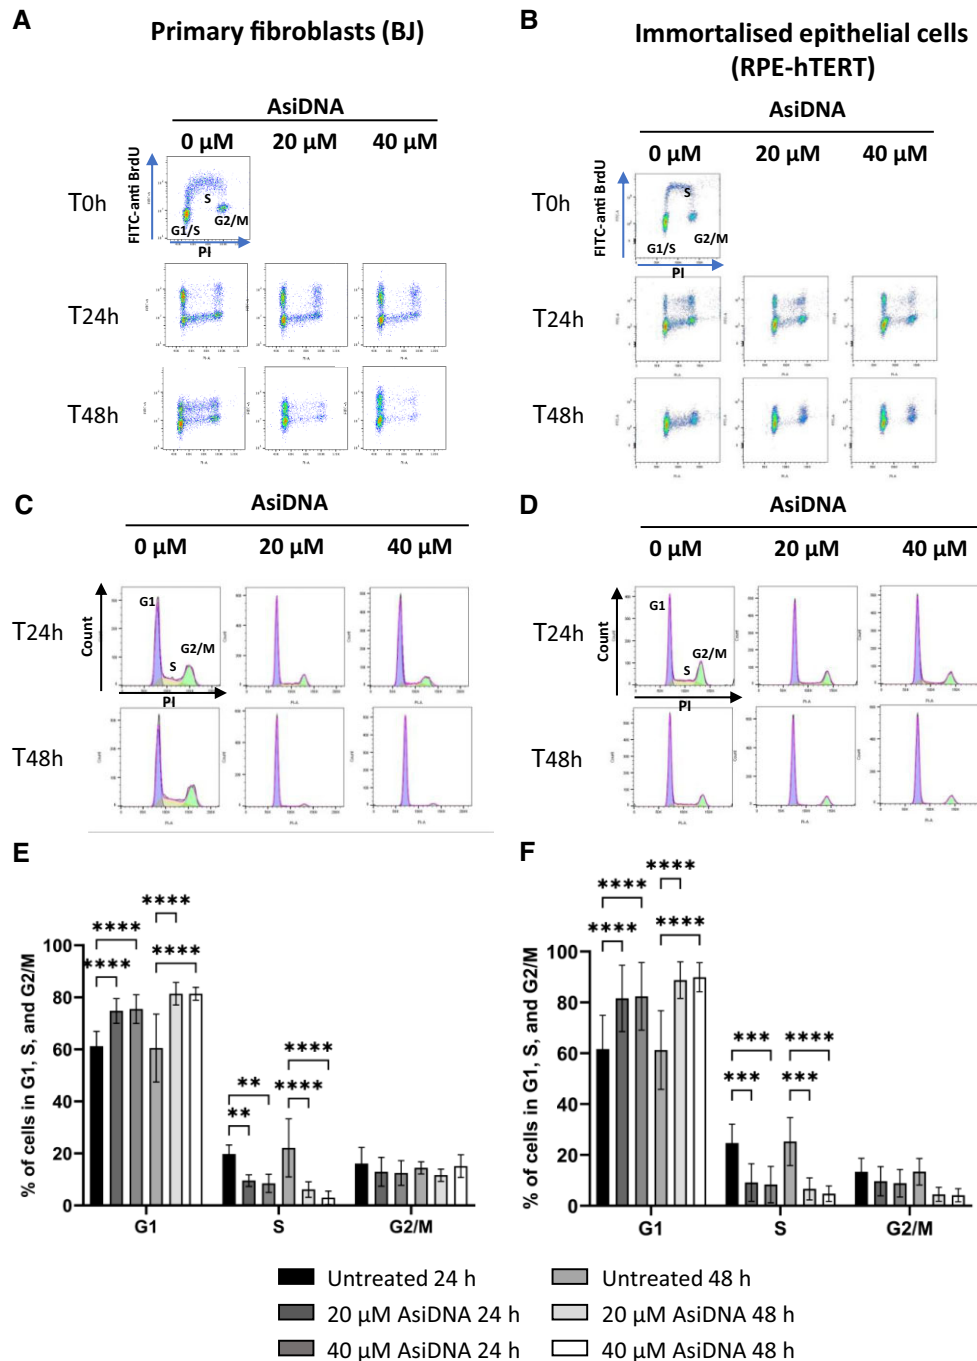 A
Primary fibroblasts (BJ)
AsiDNA
0 µM 20 µM 40 µM
FITC-anti BrdU
T0h
S
G1/S
G2/M
PI
T24h
T48h
B
Immortalised epithelial cells
(RPE-hTERT)
AsiDNA
0 µM 20 µM 40 µM
FITC-anti BrdU
T0h
S
G1/S
G2/M
PI
T24h
T48h
C
AsiDNA
0 µM 20 µM 40 µM
T24h
Count
G1
S
G2/M
PI
T48h
D
AsiDNA
0 µM 20 µM 40 µM
T24h
Count
G1
S
G2/M
PI
T48h
E
% of cells in G1, S, and G2/M
100
80
60
40
20
0
**** **** **** ****
** ** **** ****
G1 S G2/M
F
% of cells in G1, S, and G2/M
100
80
60
40
20
0
**** **** **** ****
*** *** **** ***
G1 S G2/M
Untreated 24 h
20 µM AsiDNA 24 h
40 µM AsiDNA 24 h
Untreated 48 h
20 µM AsiDNA 48 h
40 µM AsiDNA 48 h